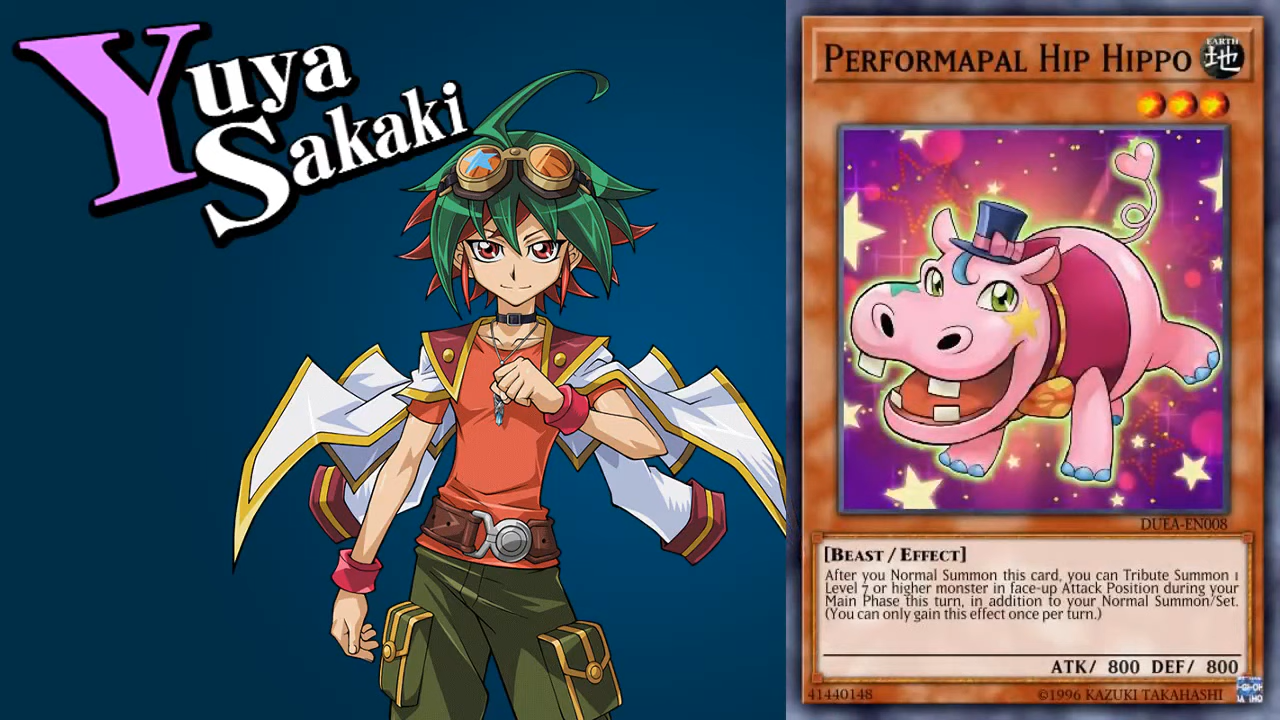 Yuya
Sakaki
PERFORMAPAL HIP HIPPO
EARTH
地
DUEA-EN008
[BEAST / EFFECT]
After you Normal Summon this card, you can Tribute Summon 1
Level 7 or higher monster in face-up Attack Position during your
Main Phase this turn, in addition to your Normal Summon/Set.
(You can only gain this effect once per turn.)
ATK/ 800 DEF/ 800
41440148
©1996 KAZUKI TAKAHASHI